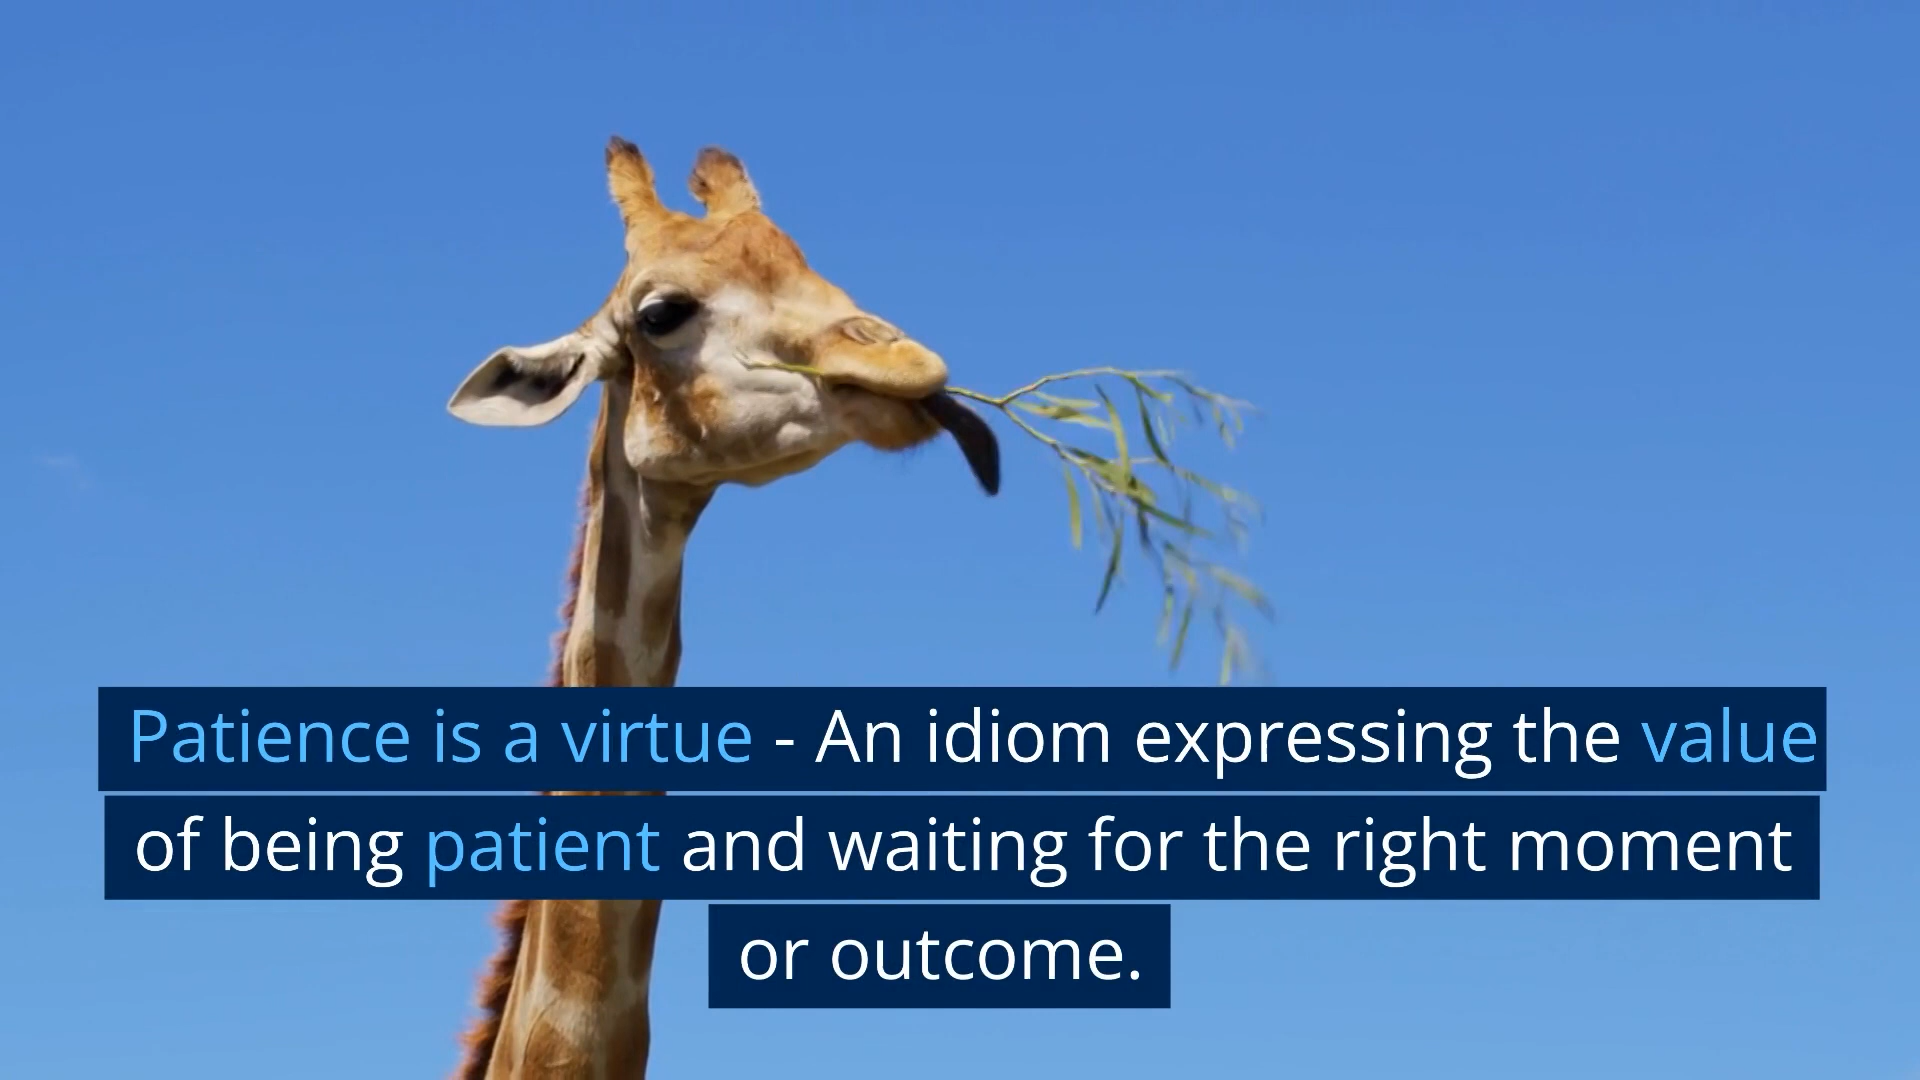 Patience is a virtue - An idiom expressing the value
of being patient and waiting for the right moment
or outcome.